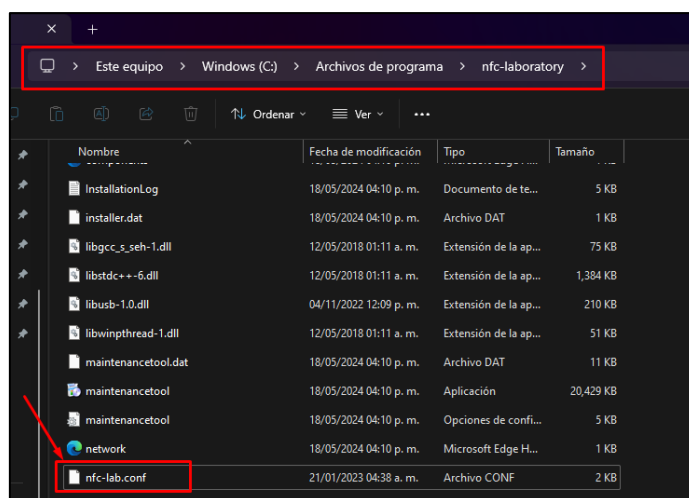 Este equipo > Windows (C:) > Archivos de programa > nfc-laboratory >
Ordenar Ver ...
Nombre Fecha de modificación Tipo Tamaño
InstallationLog 18/05/2024 04:10 p. m. Documento de te... 5 KB
installer.dat 18/05/2024 04:10 p. m. Archivo DAT 1 KB
libgcc_s_seh-1.dll 12/05/2018 01:11 a. m. Extensión de la ap... 75 KB
libstdc++-6.dll 12/05/2018 01:11 a. m. Extensión de la ap... 1,384 KB
libusb-1.0.dll 04/11/2022 12:09 p. m. Extensión de la ap... 210 KB
libwinpthread-1.dll 12/05/2018 01:11 a. m. Extensión de la ap... 51 KB
maintenancetool.dat 18/05/2024 04:10 p. m. Archivo DAT 11 KB
maintenancetool 18/05/2024 04:10 p. m. Aplicación 20,429 KB
maintenancetool 18/05/2024 04:10 p. m. Opciones de confi... 5 KB
network 18/05/2024 04:10 p. m. Microsoft Edge H... 1 KB
nfc-lab.conf 21/01/2023 04:38 a. m. Archivo CONF 2 KB